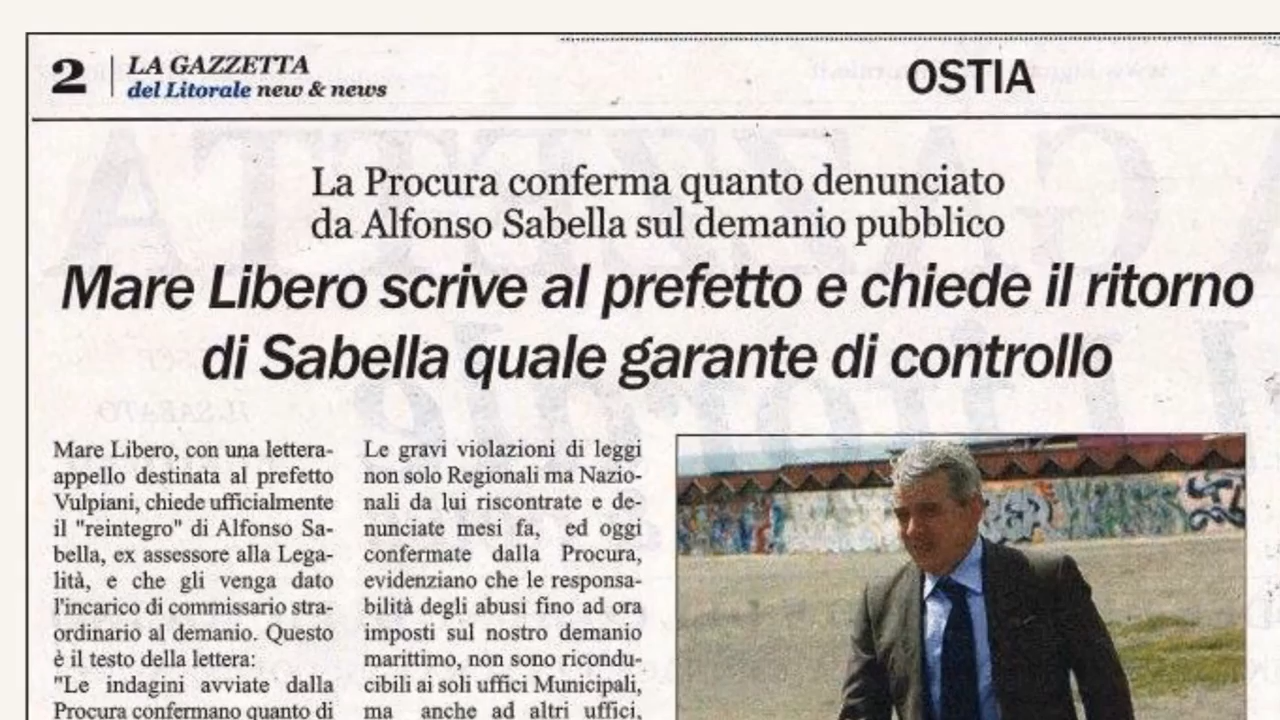 2
LA GAZZETTA
del Litorale new & news
OSTIA
La Procura conferma quanto denunciato
da Alfonso Sabella sul demanio pubblico
Mare Libero scrive al prefetto e chiede il ritorno
di Sabella quale garante di controllo
Mare Libero, con una lettera-
appello destinata al prefetto
Vulpiani, chiede ufficialmente
il "reintegro" di Alfonso Sa-
bella, ex assessore alla Lega-
lità, e che gli venga dato
l'incarico di commissario stra-
ordinario al demanio. Questo
è il testo della lettera:
"Le indagini avviate dalla
Procura confermano quanto di
Le gravi violazioni di leggi
non solo Regionali ma Nazio-
nali da lui riscontrate e de-
nunciate mesi fa, ed oggi
confermate dalla Procura,
evidenziano che le responsa-
bilità degli abusi fino ad ora
imposti sul nostro demanio
marittimo, non sono ricondu-
cibili ai soli uffici Municipali,
ma anche ad altri uffici,